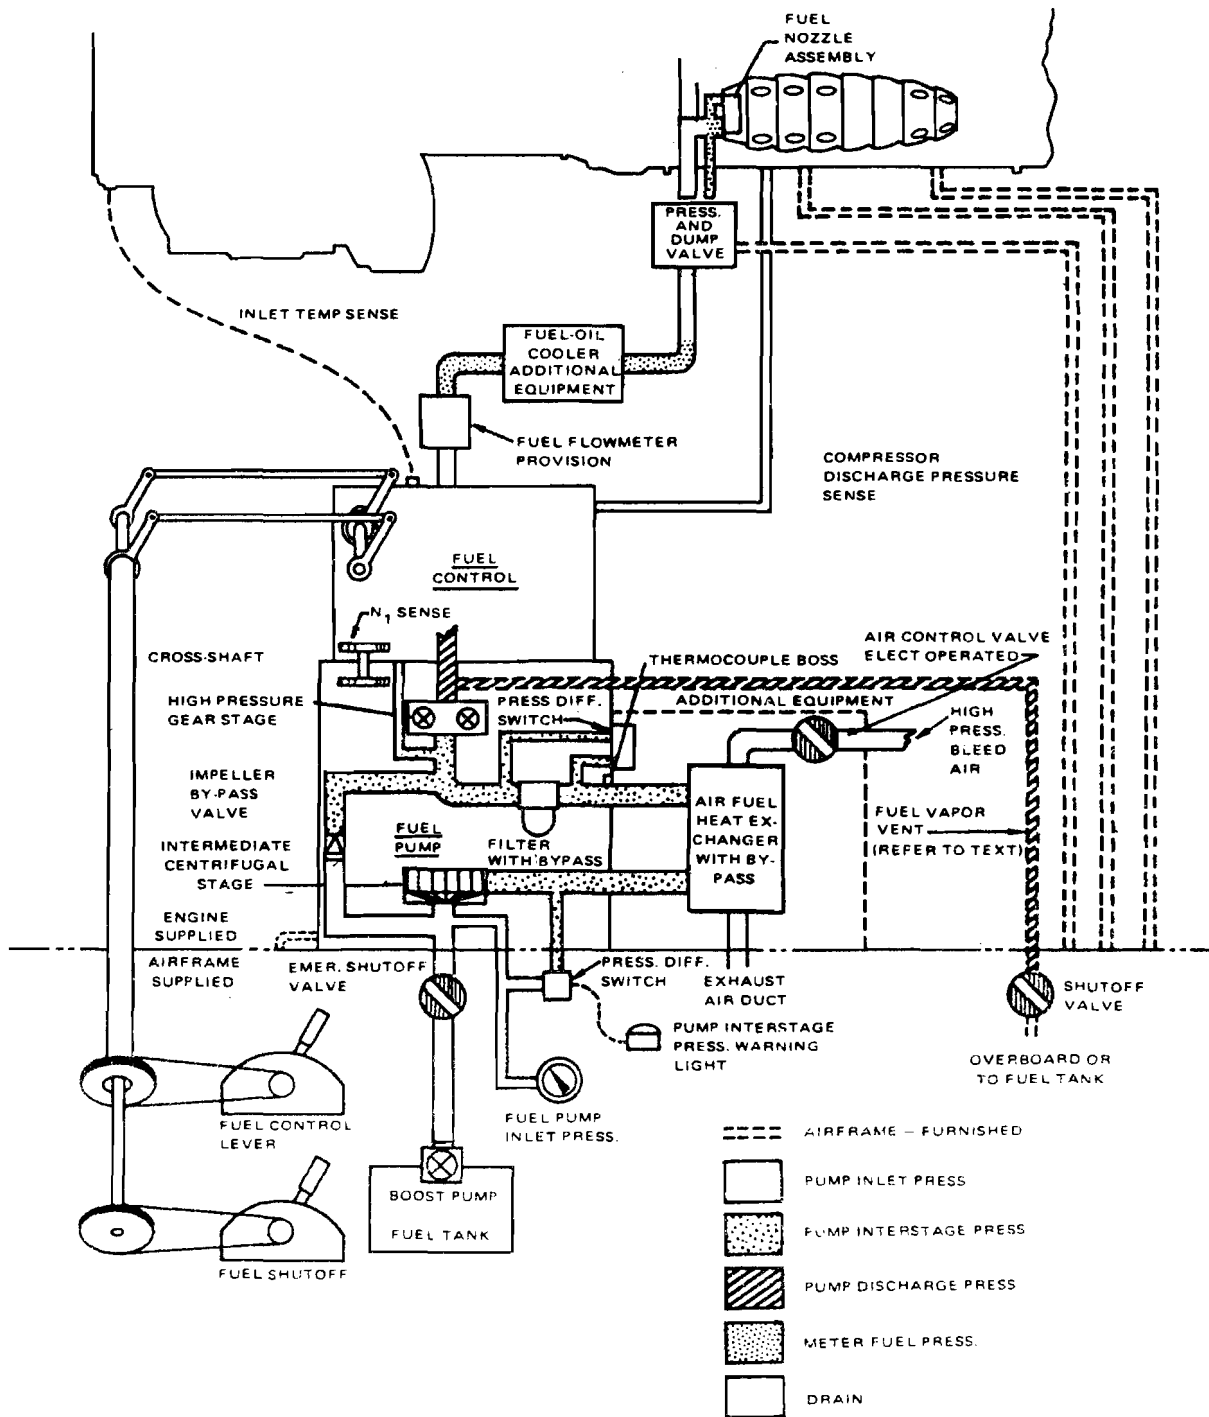 FUEL
NOZZLE
ASSEMBLY
PRESS.
AND
DUMP
VALVE
INLET TEMP SENSE
FUEL-OIL
COOLER
ADDITIONAL
EQUIPMENT
FUEL FLOWMETER
PROVISION
COMPRESSOR
DISCHARGE PRESSURE
SENSE
FUEL
CONTROL
N1 SENSE
CROSS-SHAFT
AIR CONTROL VALVE
ELECT OPERATED
THERMOCOUPLE BOSS
HIGH PRESSURE
GEAR STAGE
PRESS DIFF.
SWITCH
ADDITIONAL EQUIPMENT
HIGH
PRESS.
BLEED
AIR
IMPELLER
BY-PASS
VALVE
AIR FUEL
HEAT EX-
CHANGER
WITH BY-
PASS
FUEL VAPOR
VENT
(REFER TO TEXT)
FUEL
PUMP
FILTER
WITH BYPASS
INTERMEDIATE
CENTRIFUGAL
STAGE
ENGINE
SUPPLIED
AIRFRAME
SUPPLIED
EMER. SHUTOFF
VALVE
PRESS. DIFF.
SWITCH
EXHAUST
AIR DUCT
SHUTOFF
VALVE
PUMP INTERSTAGE
PRESS. WARNING
LIGHT
OVERBOARD OR
TO FUEL TANK
FUEL CONTROL
LEVER
FUEL PUMP
INLET PRESS.
BOOST PUMP
FUEL TANK
FUEL SHUTOFF
AIRFRAME – FURNISHED
PUMP INLET PRESS
PUMP INTERSTAGE PRESS
PUMP DISCHARGE PRESS
METER FUEL PRESS.
DRAIN